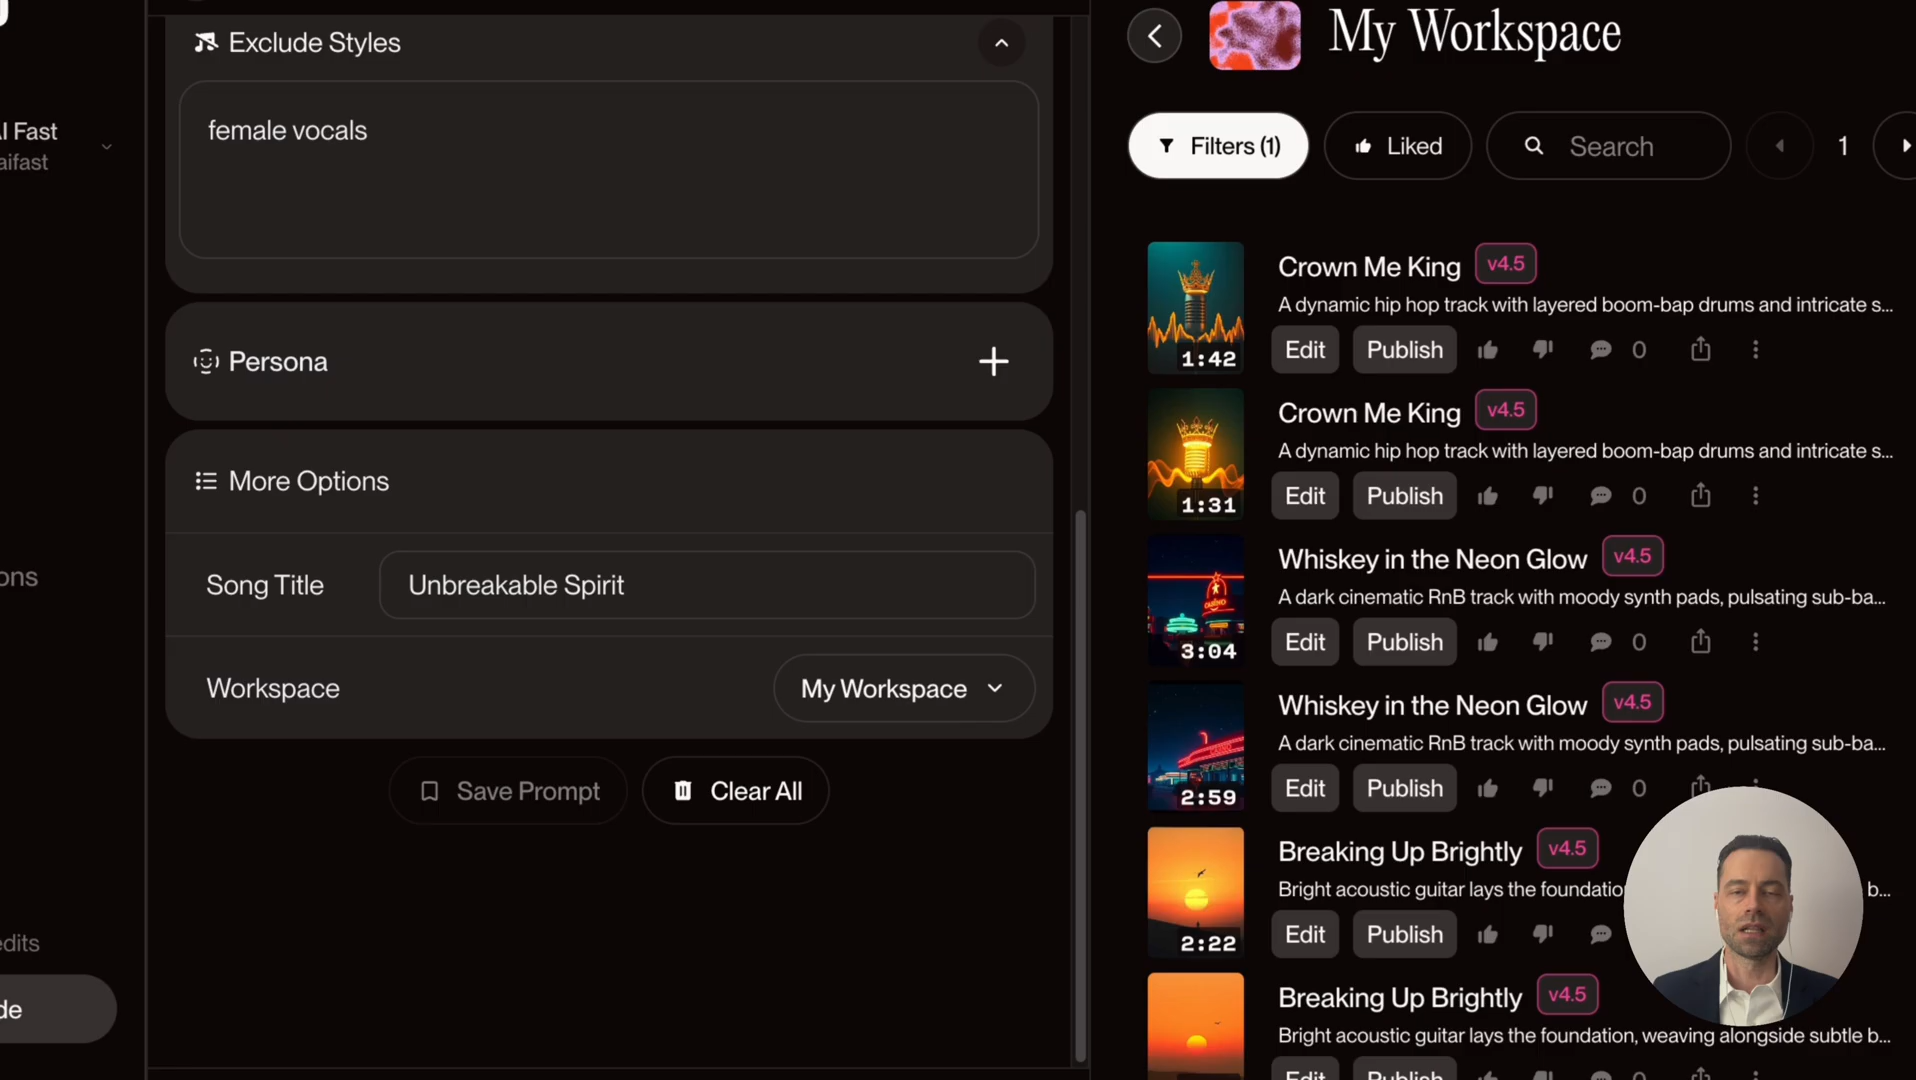 I Fast
aifast
ons
edits
de
Exclude Styles
female vocals
Persona
More Options
Song Title
Unbreakable Spirit
Workspace
My Workspace
Save Prompt
Clear All
My Workspace
Filters (1)
Liked
Search
1
Crown Me King v4.5
A dynamic hip hop track with layered boom-bap drums and intricate s...
1:42
Edit Publish 0
Crown Me King v4.5
A dynamic hip hop track with layered boom-bap drums and intricate s...
1:31
Edit Publish 0
Whiskey in the Neon Glow v4.5
A dark cinematic RnB track with moody synth pads, pulsating sub-ba...
3:04
Edit Publish 0
Whiskey in the Neon Glow v4.5
A dark cinematic RnB track with moody synth pads, pulsating sub-ba...
2:59
Edit Publish 0
Breaking Up Brightly v4.5
Bright acoustic guitar lays the foundatio b...
2:22
Edit Publish
Breaking Up Brightly v4.5
Bright acoustic guitar lays the foundation, weaving alongside subtle b...
Edit Publish